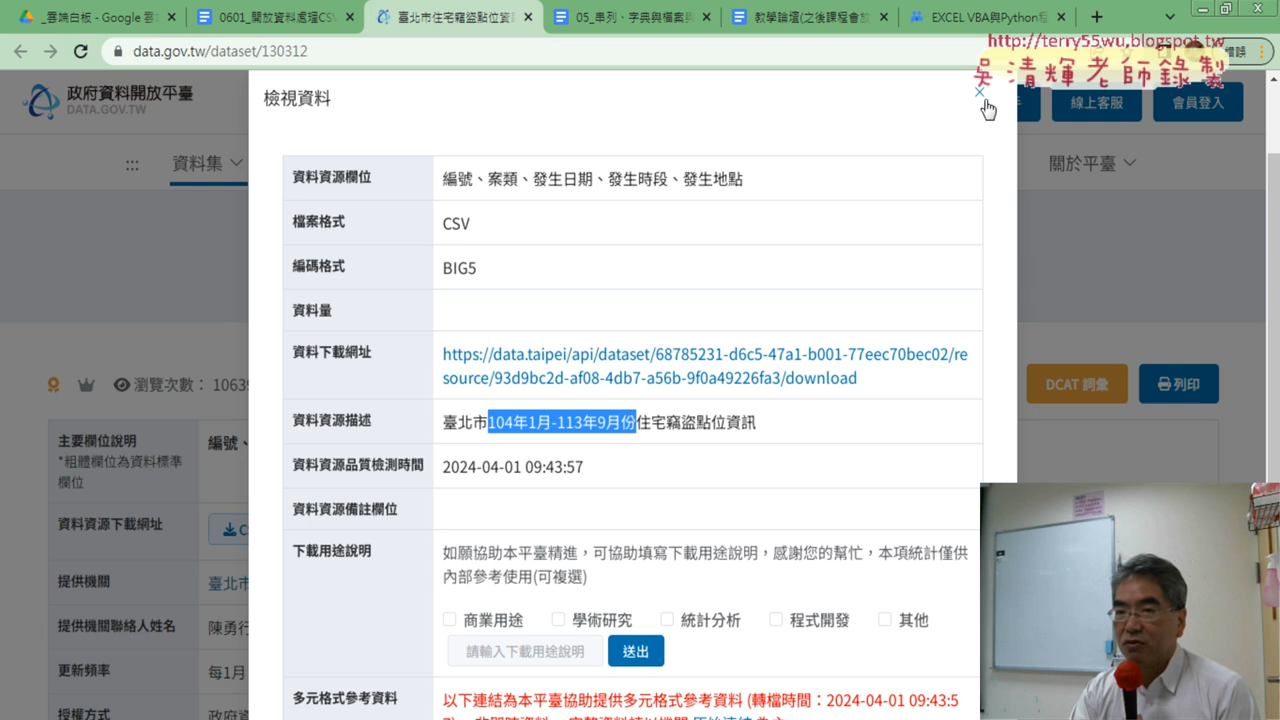 _雲端白板 - Google 雲
0601_開放資料處理CSV
臺北市住宅竊盜點位資訊
05_串列、字典與檔案與
教學論壇(之後課程會放
EXCEL VBA與Python程
data.gov.tw/dataset/130312
http://terry55wu.blogspot.tw
吳清輝老師錄製
政府資料開放平臺
DATA.GOV.TW
檢視資料
線上客服
會員登入
資料集
關於平臺
資料資源欄位
編號、案類、發生日期、發生時段、發生地點
檔案格式
CSV
編碼格式
BIG5
資料量
資料下載網址
https://data.taipei/api/dataset/68785231-d6c5-47a1-b001-77eec70bec02/re
source/93d9bc2d-af08-4db7-a56b-9f0a49226fa3/download
瀏覽次數： 10639
DCAT 詞彙
列印
資料資源描述
臺北市104年1月-113年9月份住宅竊盜點位資訊
主要欄位說明
*粗體欄位為資料標準
欄位
編號、
資料資源品質檢測時間
2024-04-01 09:43:57
資料資源備註欄位
資料資源下載網址
下載用途說明
如願協助本平臺精進，可協助填寫下載用途說明，感謝您的幫忙，本項統計僅供
內部參考使用(可複選)
提供機關
臺北市
商業用途
學術研究
統計分析
程式開發
其他
提供機關聯絡人姓名
陳勇行
請輸入下載用途說明
送出
更新頻率
每1月
多元格式參考資料
以下連結為本平臺協助提供多元格式參考資料 (轉檔時間：2024-04-01 09:43:5
授權方式